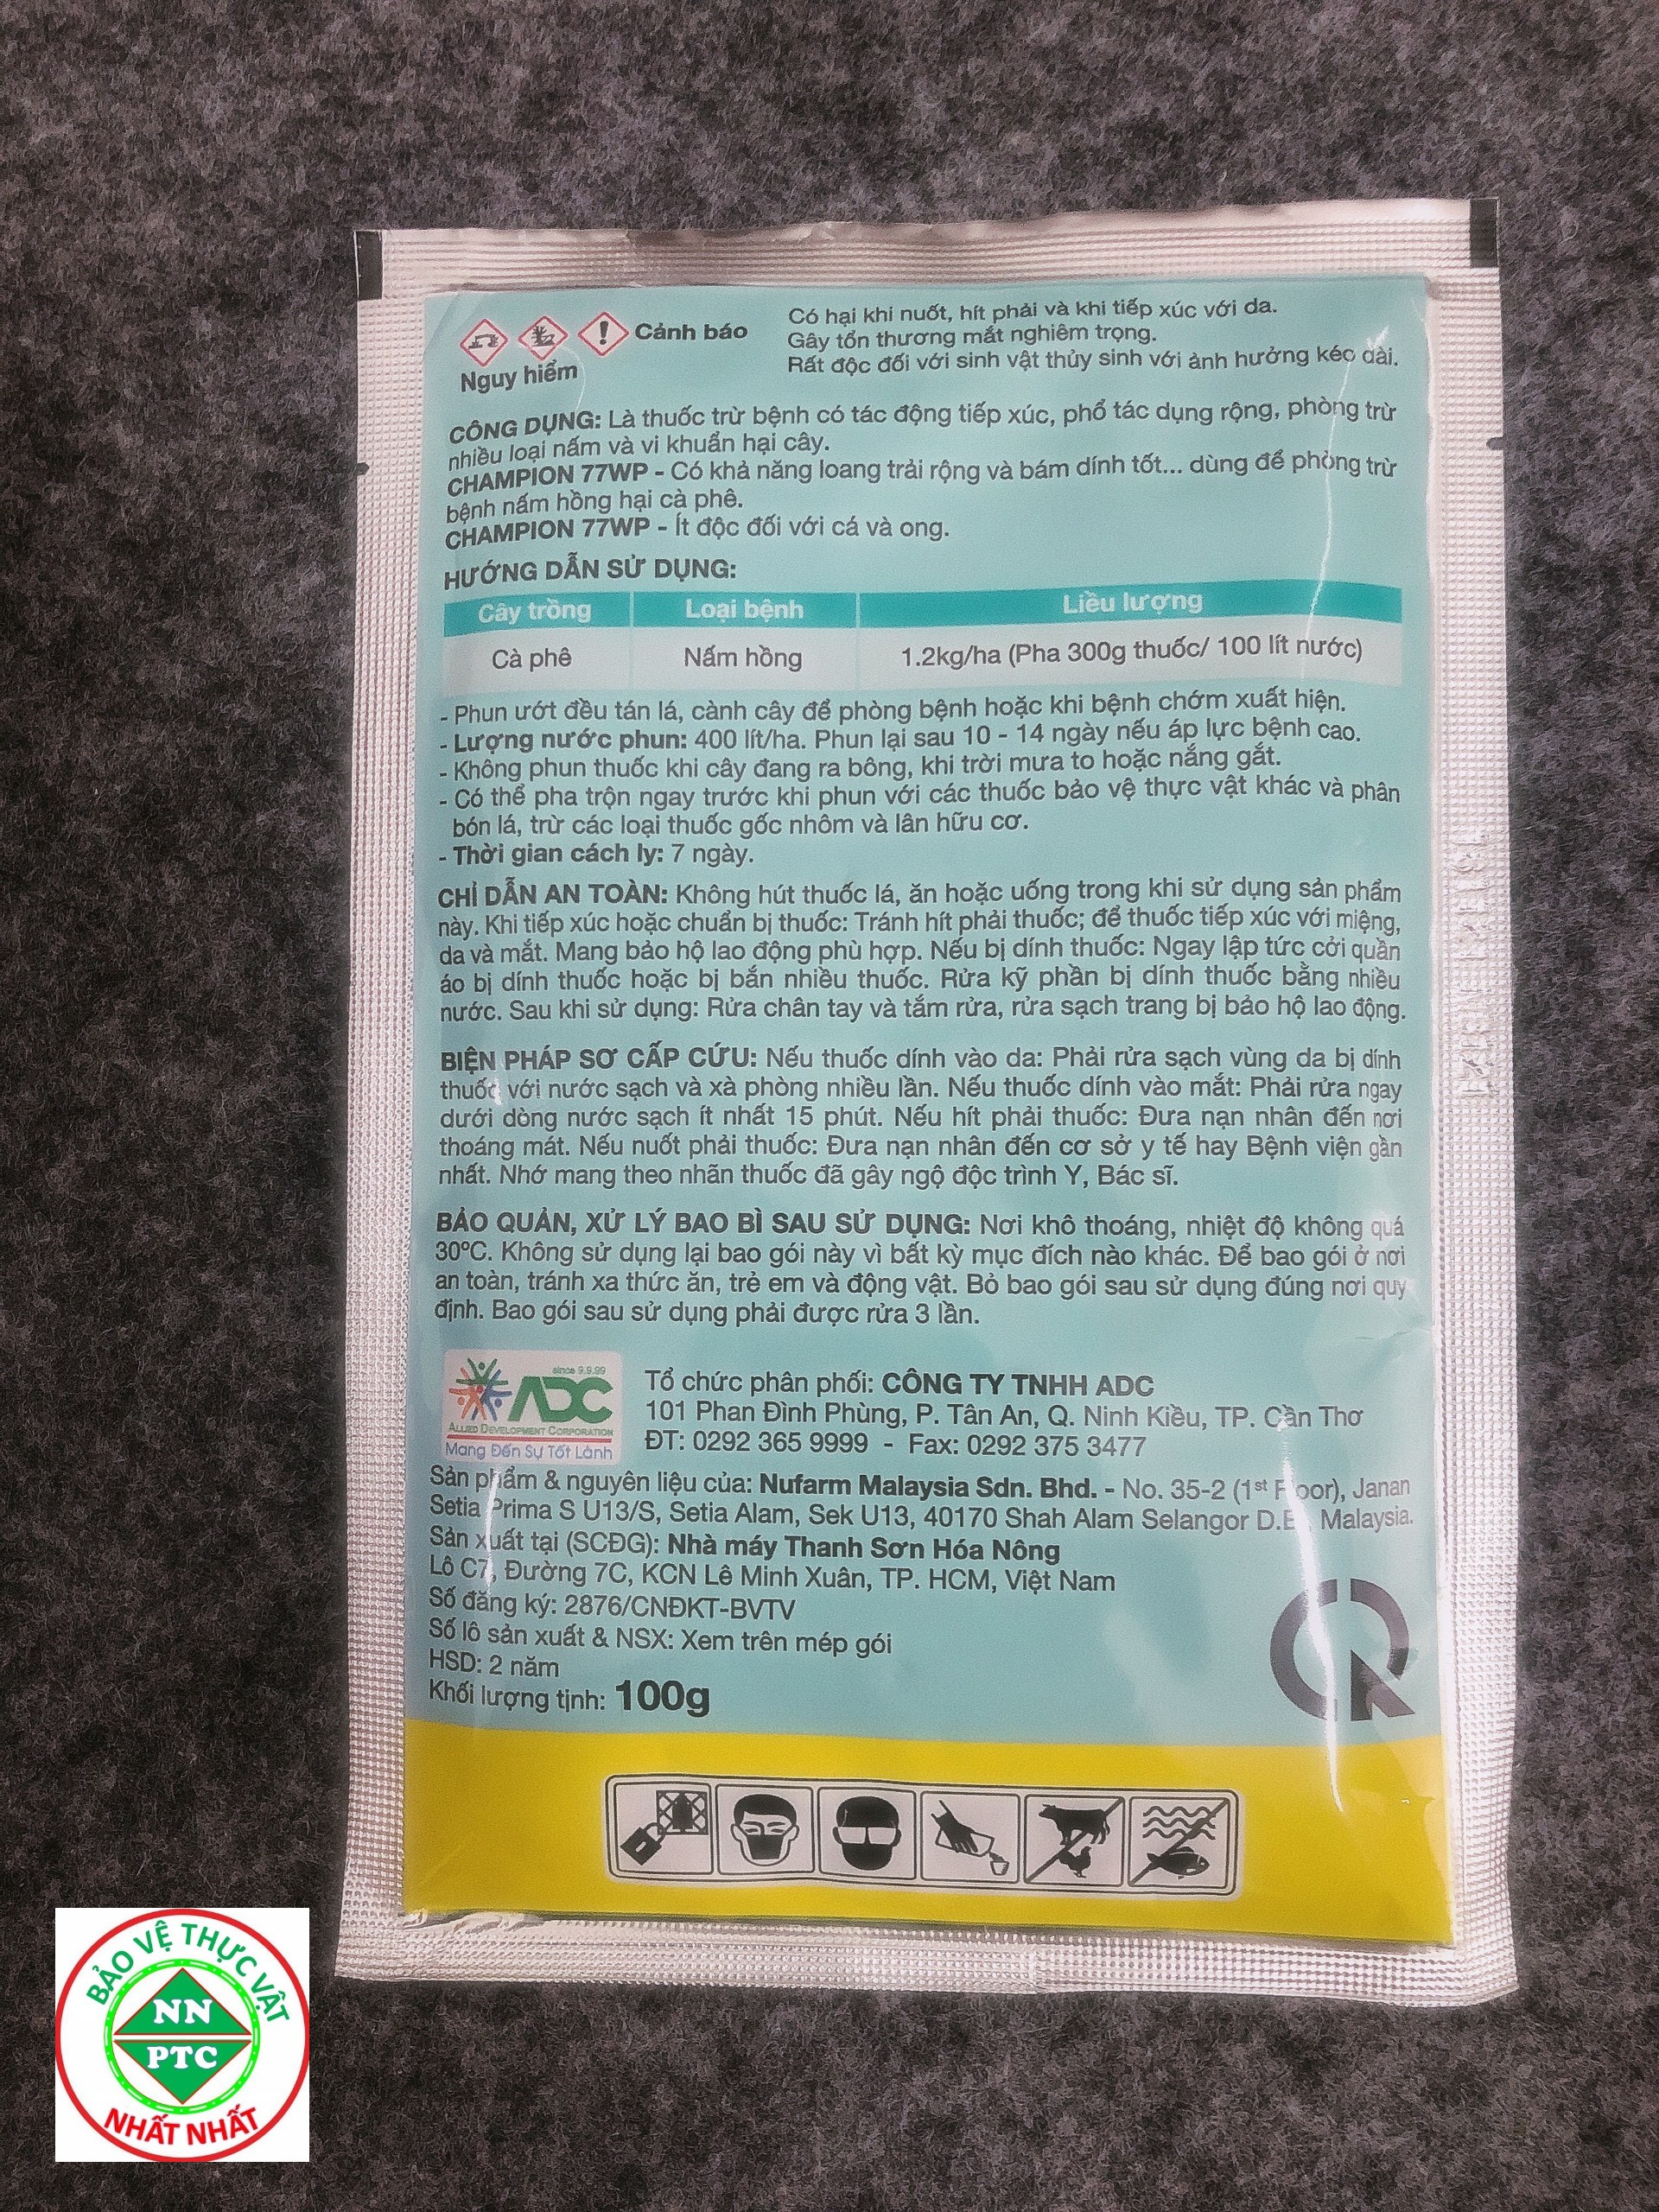 Cảnh báo
Nguy hiểm
Có hại khi nuốt, hít phải và khi tiếp xúc với da.
Gây tổn thương mắt nghiêm trọng.
Rất độc đối với sinh vật thủy sinh với ảnh hưởng kéo dài.
CÔNG DỤNG: Là thuốc trừ bệnh có tác động tiếp xúc, phổ tác dụng rộng, phòng trừ
nhiều loại nấm và vi khuẩn hại cây.
CHAMPION 77WP - Có khả năng loang trải rộng và bám dính tốt... dùng để phòng trừ
bệnh nấm hồng hại cà phê.
CHAMPION 77WP - Ít độc đối với cá và ong.
HƯỚNG DẪN SỬ DỤNG:
Cây trồng Loại bệnh Liều lượng
Cà phê Nấm hồng 1.2kg/ha (Pha 300g thuốc/ 100 lít nước)
- Phun ướt đều tán lá, cành cây để phòng bệnh hoặc khi bệnh chớm xuất hiện.
- Lượng nước phun: 400 lít/ha. Phun lại sau 10 - 14 ngày nếu áp lực bệnh cao.
- Không phun thuốc khi cây đang ra bông, khi trời mưa to hoặc nắng gắt.
- Có thể pha trộn ngay trước khi phun với các thuốc bảo vệ thực vật khác và phân
bón lá, trừ các loại thuốc gốc nhôm và lân hữu cơ.
- Thời gian cách ly: 7 ngày.
CHỈ DẪN AN TOÀN: Không hút thuốc lá, ăn hoặc uống trong khi sử dụng sản phẩm
này. Khi tiếp xúc hoặc chuẩn bị thuốc: Tránh hít phải thuốc; để thuốc tiếp xúc với miệng,
da và mắt. Mang bảo hộ lao động phù hợp. Nếu bị dính thuốc: Ngay lập tức cởi quần
áo bị dính thuốc hoặc bị bắn nhiều thuốc. Rửa kỹ phần bị dính thuốc bằng nhiều
nước. Sau khi sử dụng: Rửa chân tay và tắm rửa, rửa sạch trang bị bảo hộ lao động.
BIỆN PHÁP SƠ CẤP CỨU: Nếu thuốc dính vào da: Phải rửa sạch vùng da bị dính
thuốc với nước sạch và xà phòng nhiều lần. Nếu thuốc dính vào mắt: Phải rửa ngay
dưới dòng nước sạch ít nhất 15 phút. Nếu hít phải thuốc: Đưa nạn nhân đến nơi
thoáng mát. Nếu nuốt phải thuốc: Đưa nạn nhân đến cơ sở y tế hay Bệnh viện gần
nhất. Nhớ mang theo nhãn thuốc đã gây ngộ độc trình Y, Bác sĩ.
BẢO QUẢN, XỬ LÝ BAO BÌ SAU SỬ DỤNG: Nơi khô thoáng, nhiệt độ không quá
30°C. Không sử dụng lại bao gói này vì bất kỳ mục đích nào khác. Để bao gói ở nơi
an toàn, tránh xa thức ăn, trẻ em và động vật. Bỏ bao gói sau sử dụng đúng nơi quy
định. Bao gói sau sử dụng phải được rửa 3 lần.
since 9.9.99
ADC
ALLIED DEVELOPMENT CORPORATION
Mang Đến Sự Tốt Lành
Tổ chức phân phối: CÔNG TY TNHH ADC
101 Phan Đình Phùng, P. Tân An, Q. Ninh Kiều, TP. Cần Thơ
ĐT: 0292 365 9999 - Fax: 0292 375 3477
Sản phẩm & nguyên liệu của: Nufarm Malaysia Sdn. Bhd. - No. 35-2 (1st Floor), Janan
Setia Prima S U13/S, Setia Alam, Sek U13, 40170 Shah Alam Selangor D.E, Malaysia.
Sản xuất tại (SCĐG): Nhà máy Thanh Sơn Hóa Nông
Lô C7, Đường 7C, KCN Lê Minh Xuân, TP. HCM, Việt Nam
Số đăng ký: 2876/CNĐKT-BVTV
Số lô sản xuất & NSX: Xem trên mép gói
HSD: 2 năm
Khối lượng tịnh: 100g
BẢO VỆ THỰC VẬT
NN
PTC
NHẤT NHẤT